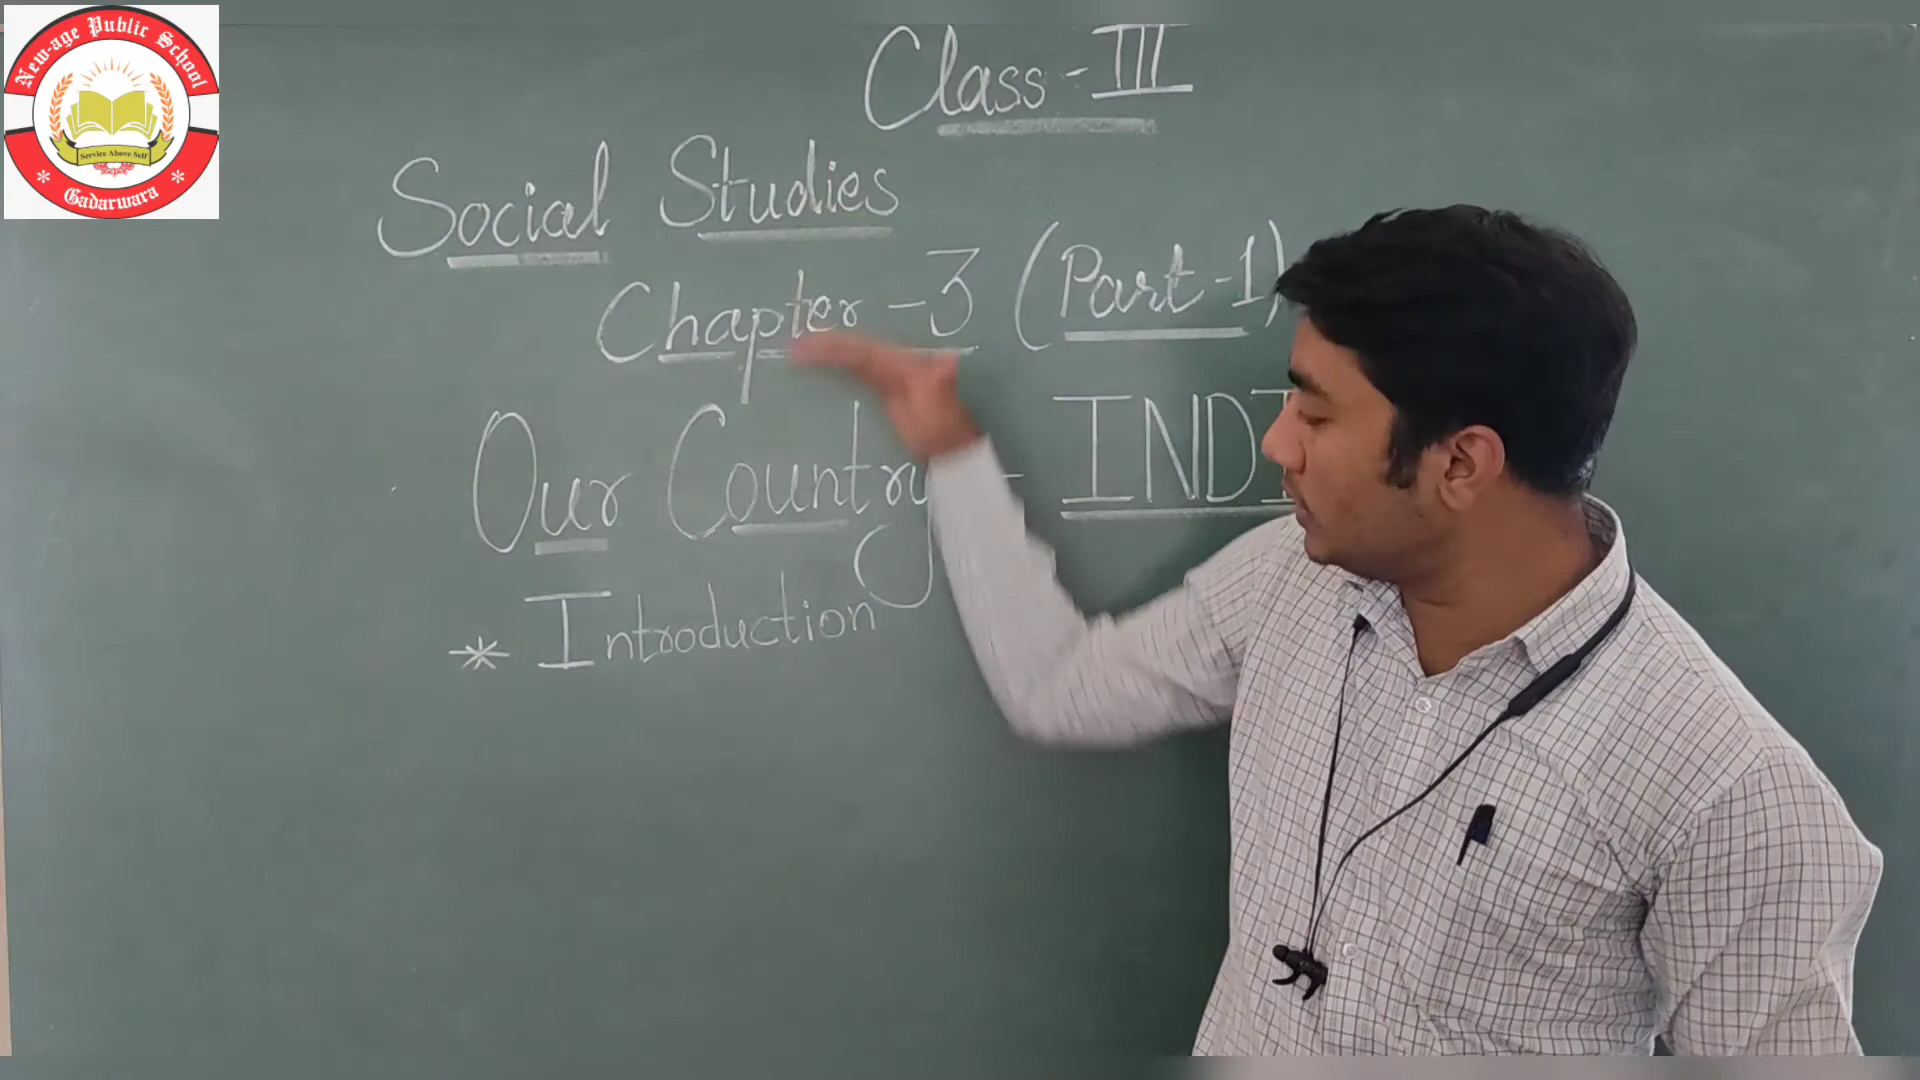 New-age Public School
Service Above Self
Gadarwara
Class - III
Social Studies
Chapter - 3 (Part - 1)
Our Country - INDI
* Introduction